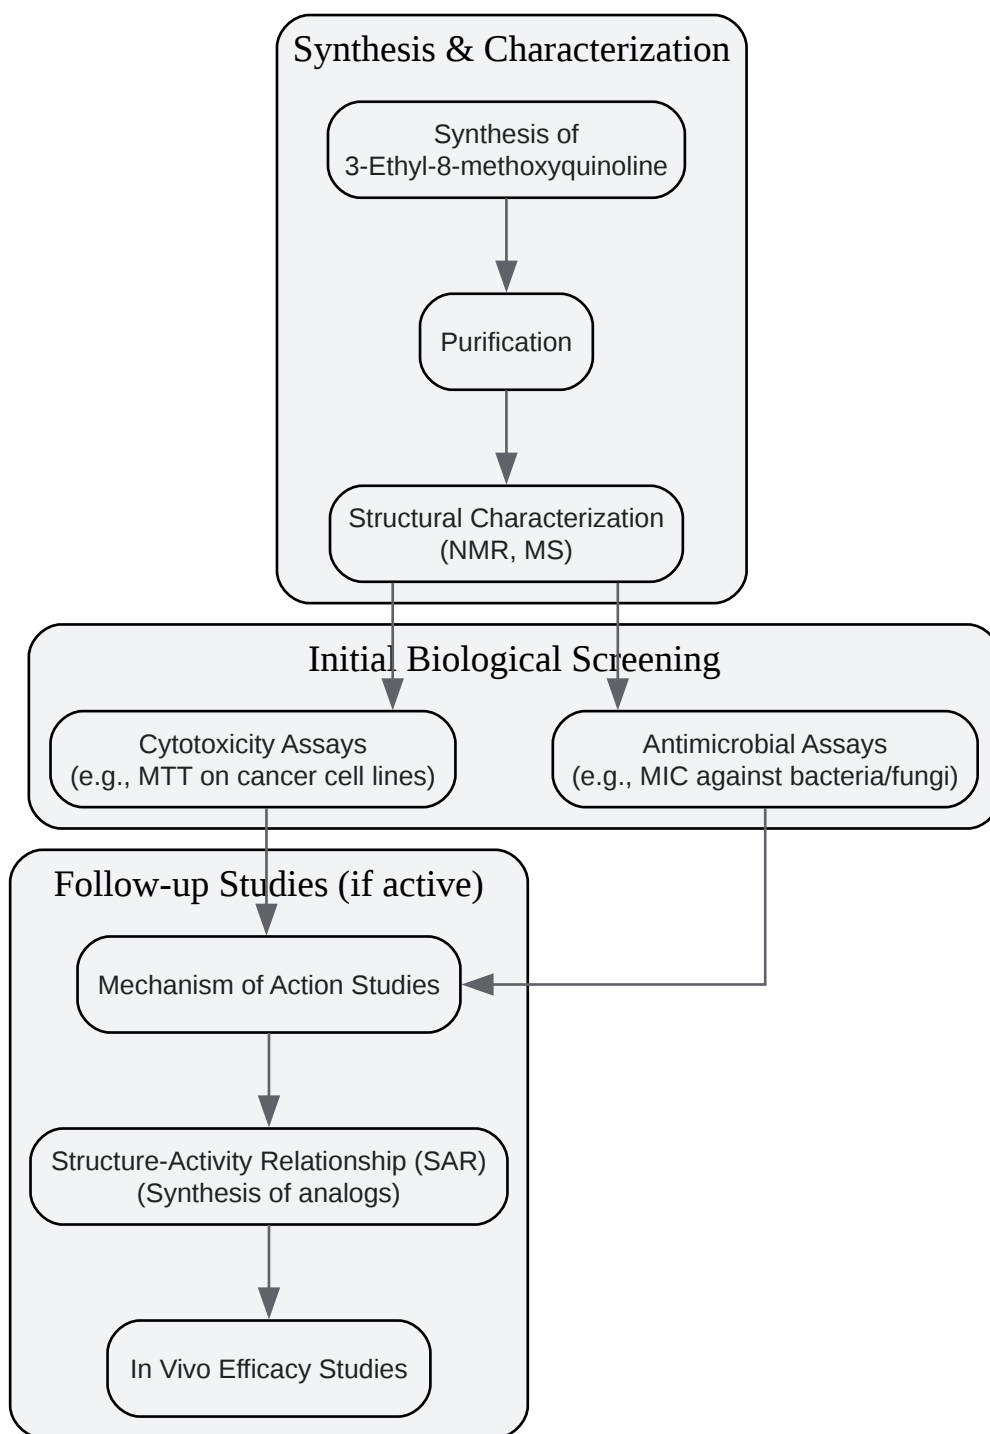 Synthesis & Characterization
Synthesis of
3-Ethyl-8-methoxyquinoline
Purification
Structural Characterization
(NMR, MS)
Initial Biological Screening
Cytotoxicity Assays
(e.g., MTT on cancer cell lines)
Antimicrobial Assays
(e.g., MIC against bacteria/fungi)
Follow-up Studies (if active)
Mechanism of Action Studies
Structure-Activity Relationship (SAR)
(Synthesis of analogs)
In Vivo Efficacy Studies